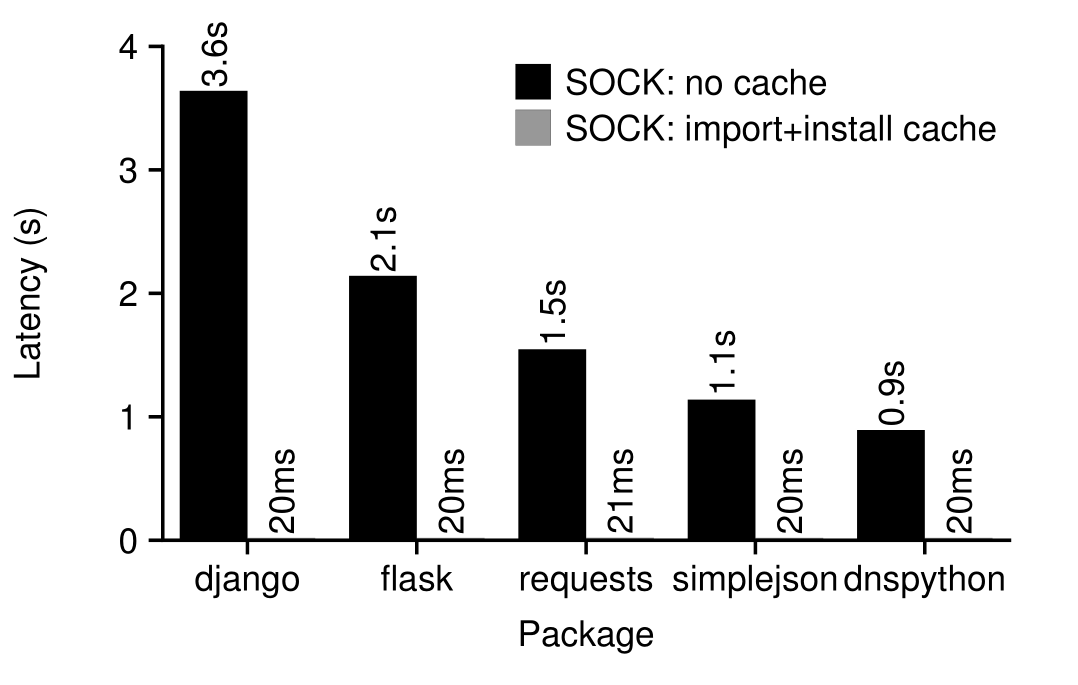 SOCK: no cache
SOCK: import+install cache
Latency (s)
4
3
2
1
0
3.6s
20ms
2.1s
20ms
1.5s
21ms
1.1s
20ms
0.9s
20ms
django
flask
requests
simplejson
dnspython
Package